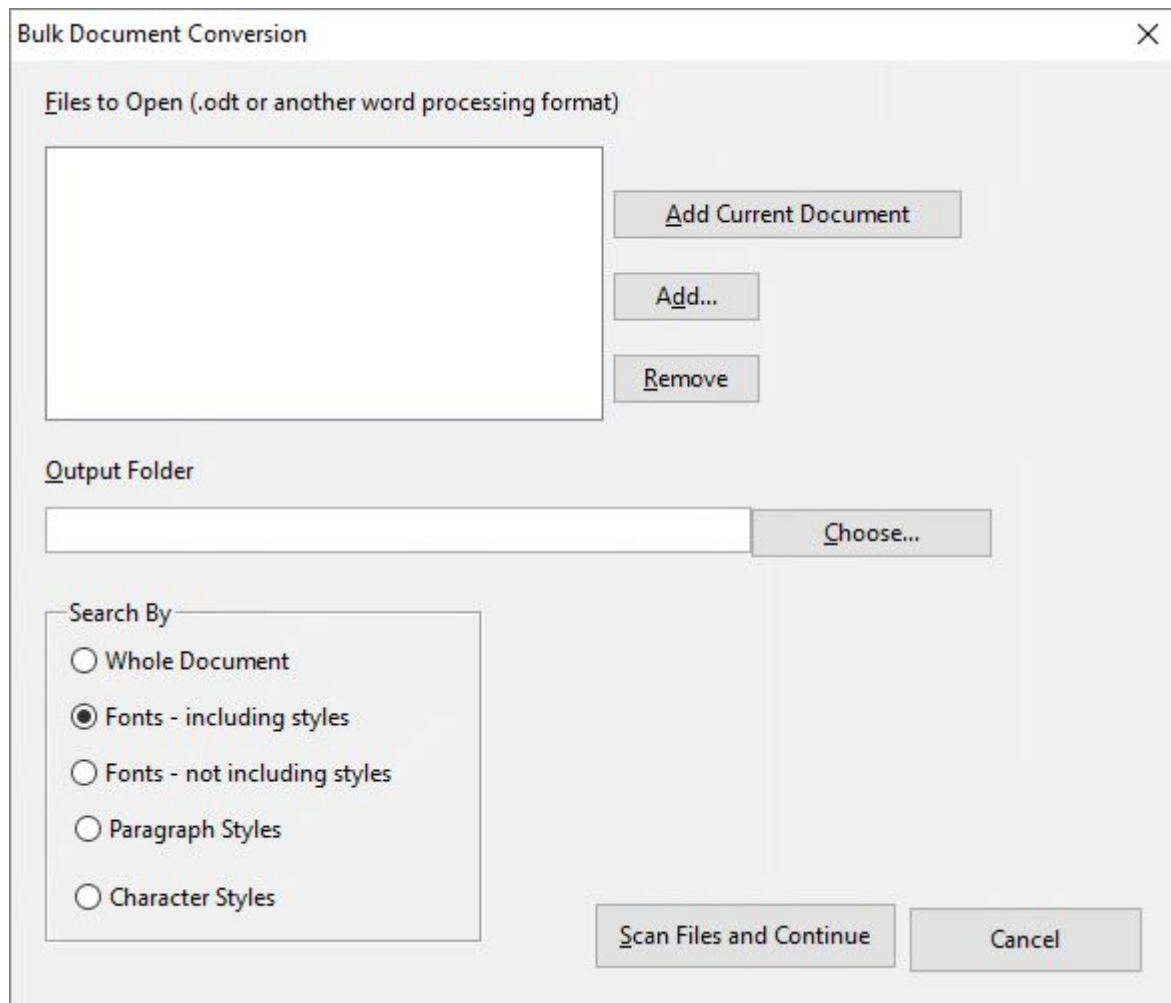 Bulk Document Conversion
Files to Open (.odt or another word processing format)
Add Current Document
Add...
Remove
Output Folder
Choose...
Search By
Whole Document
Fonts - including styles
Fonts - not including styles
Paragraph Styles
Character Styles
Scan Files and Continue
Cancel